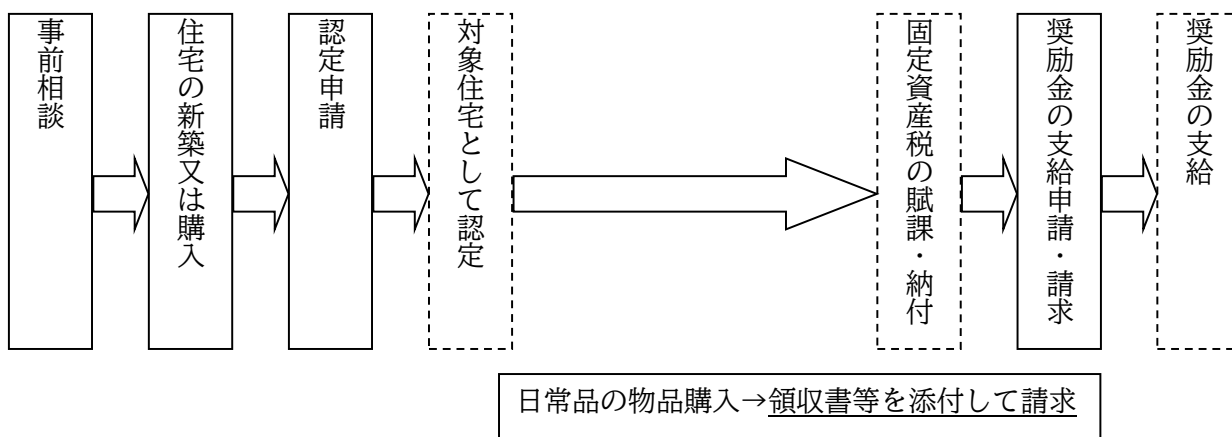 事前相談
住宅の新築又は購入
認定申請
対象住宅として認定
固定資産税の賦課・納付
奨励金の支給申請・請求
奨励金の支給
日常品の物品購入→領収書等を添付して請求